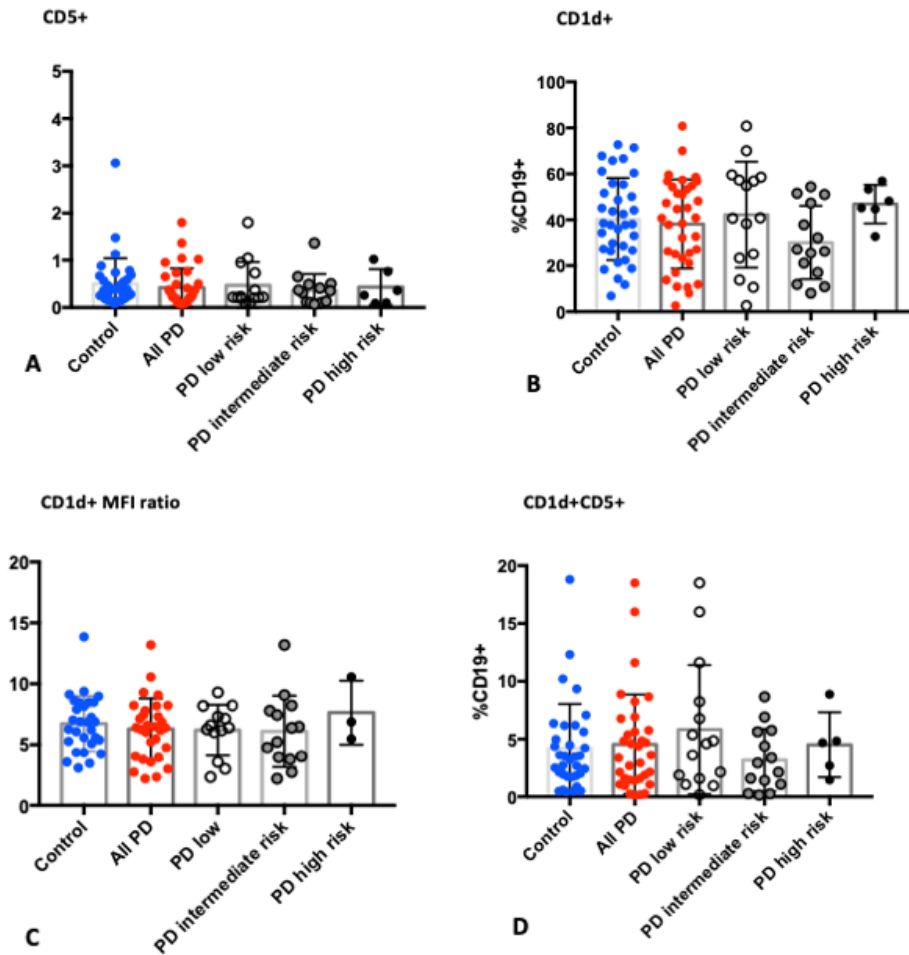 CD5+
5
4
3
2
1
0
Control
All PD
PD low risk
PD intermediate risk
PD high risk
A
CD1d+
%CD19+
100
80
60
40
20
0
Control
All PD
PD low risk
PD intermediate risk
PD high risk
B
CD1d+ MFI ratio
20
15
10
5
0
Control
All PD
PD low
PD intermediate risk
PD high risk
C
CD1d+CD5+
%CD19+
20
15
10
5
0
Control
All PD
PD low risk
PD intermediate risk
PD high risk
D